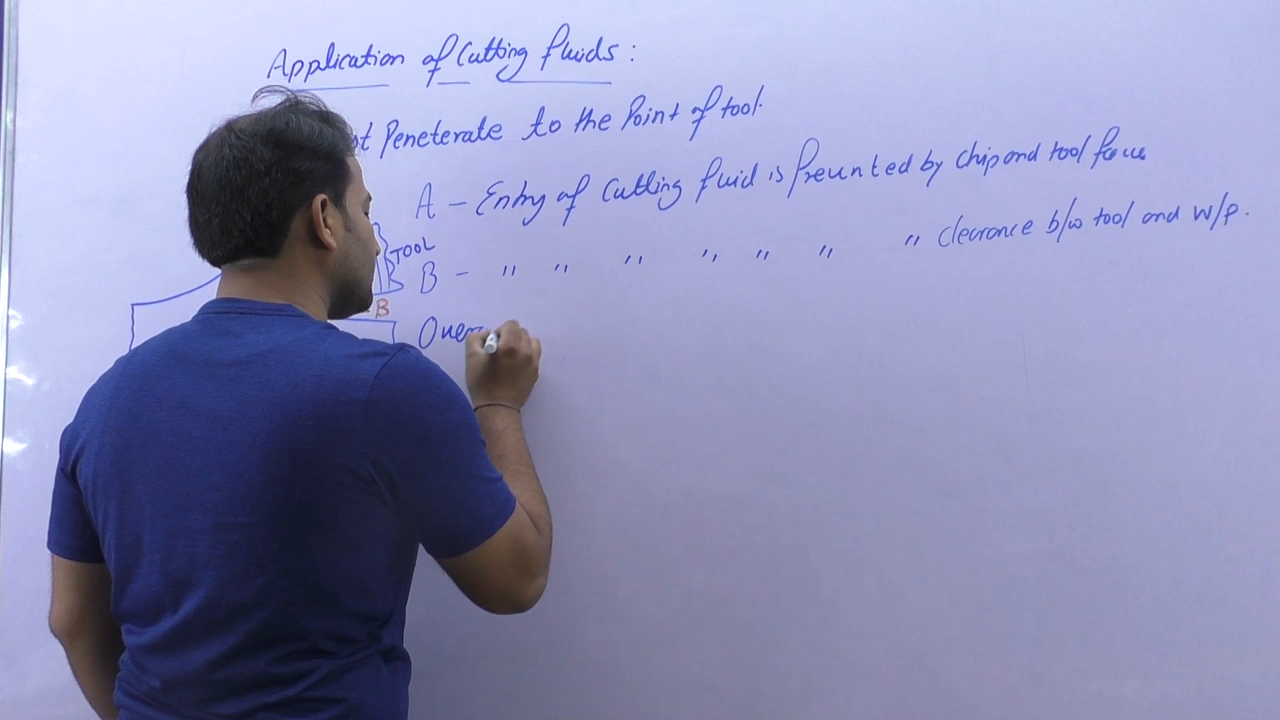 Application of Cutting fluids :
Peneterate to the Point of tool.
A - Entry of Cutting fluid is Prevented by Chip and tool force
TOOL
B - " " " " " " " clearance b/w tool and w/p.
B
Over